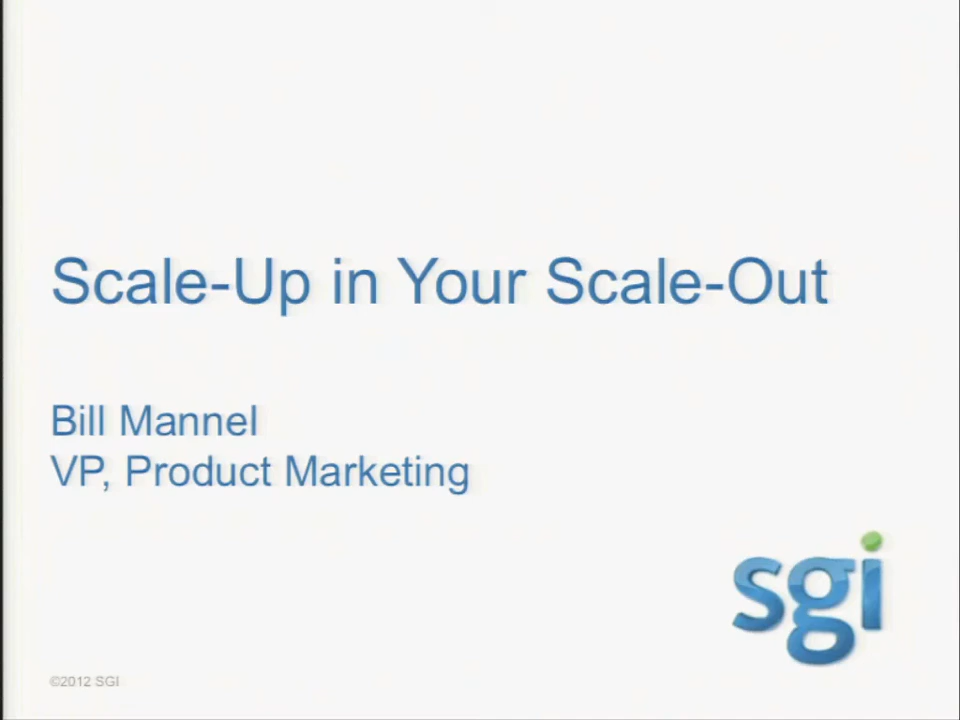 Scale-Up in Your Scale-Out
Bill Mannel
VP, Product Marketing
sgi
©2012 SGI